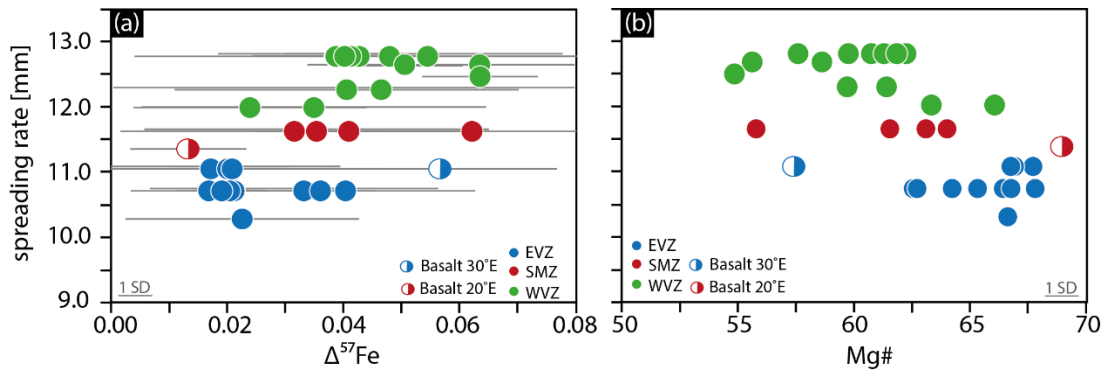 (a)
spreading rate [mm]
13.0
12.0
11.0
10.0
9.0
Basalt 30°E
Basalt 20°E
EVZ
SMZ
WVZ
1 SD
0.00 0.02 0.04 0.06 0.08
Δ⁵⁷Fe
(b)
EVZ
SMZ Basalt 30°E
WVZ Basalt 20°E
1 SD
50 55 60 65 70
Mg#